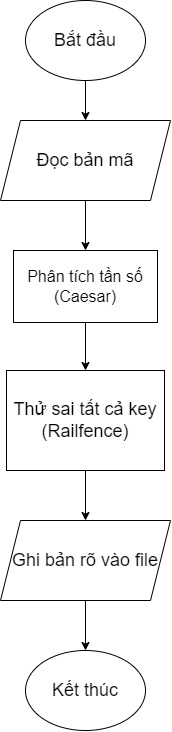 Bắt đầu
Đọc bản mã
Phân tích tần số
(Caesar)
Thử sai tất cả key
(Railfence)
Ghi bản rõ vào file
Kết thúc